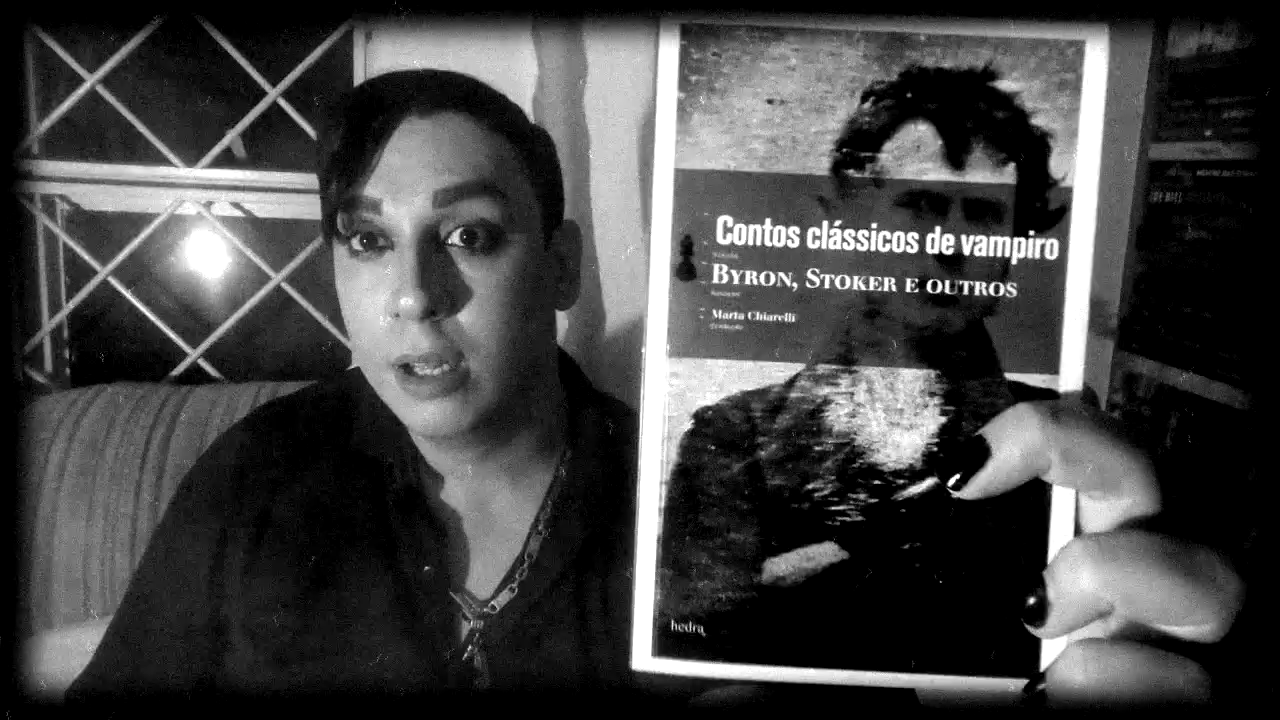 Contos clássicos de vampiro
BYRON, STOKER E OUTROS
Marta Chiarelli
hedra